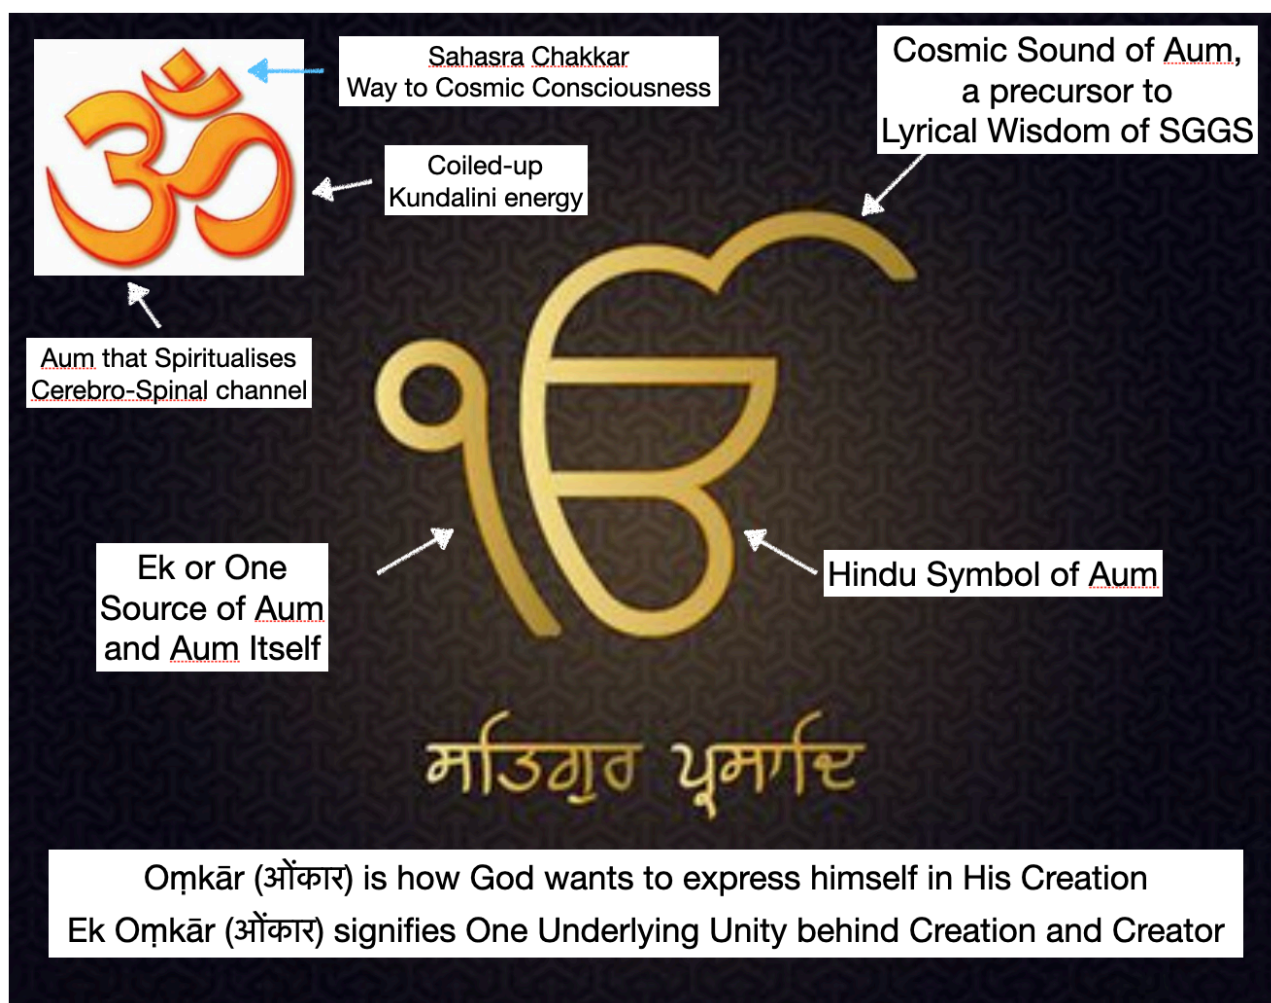 Sahasra Chakkar
Way to Cosmic Consciousness
Cosmic Sound of Aum,
a precursor to
Lyrical Wisdom of SGGS
ॐ
Coiled-up
Kundalini energy
Aum that Spiritualises
Cerebro-Spinal channel
ੴ
Ek or One
Source of Aum
and Aum Itself
Hindu Symbol of Aum
ਸਤਿਗੁਰ ਪ੍ਰਸਾਦਿ
Oṃkār (ओंकार) is how God wants to express himself in His Creation
Ek Oṃkār (ओंकार) signifies One Underlying Unity behind Creation and Creator